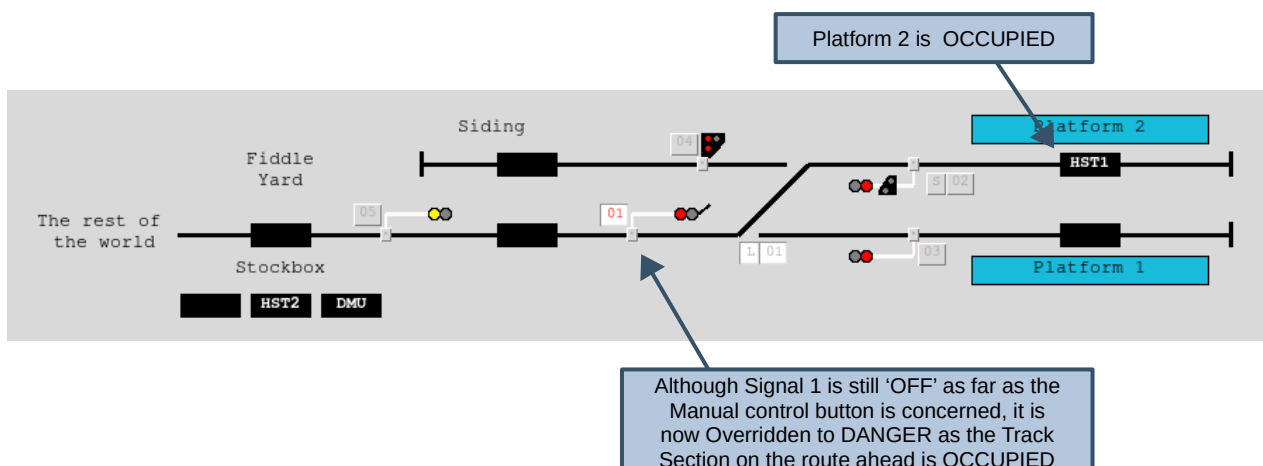 Platform 2 is  OCCUPIED
Siding
04
Platform 2
Fiddle
Yard
HST1
S 02
The rest of
the world
05
01
L 01
03
Stockbox
Platform 1
HST2 DMU
Although Signal 1 is still ‘OFF’ as far as the
Manual control button is concerned, it is
now Overridden to DANGER as the Track
Section on the route ahead is OCCUPIED